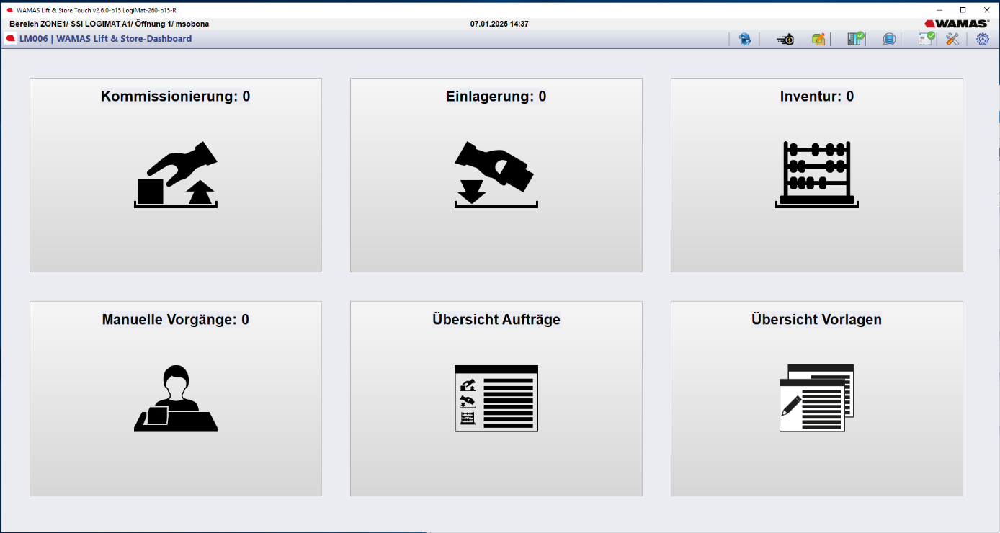 WAMAS Lift & Store Touch v2.6.0-b15.LogiMat-260-b15-R
Bereich ZONE1/ SSI LOGIMAT A1/ Öffnung 1/ msobona
07.01.2025 14:37
WAMAS®
LM006 | WAMAS Lift & Store-Dashboard
Kommissionierung: 0
Einlagerung: 0
Inventur: 0
Manuelle Vorgänge: 0
Übersicht Aufträge
Übersicht Vorlagen